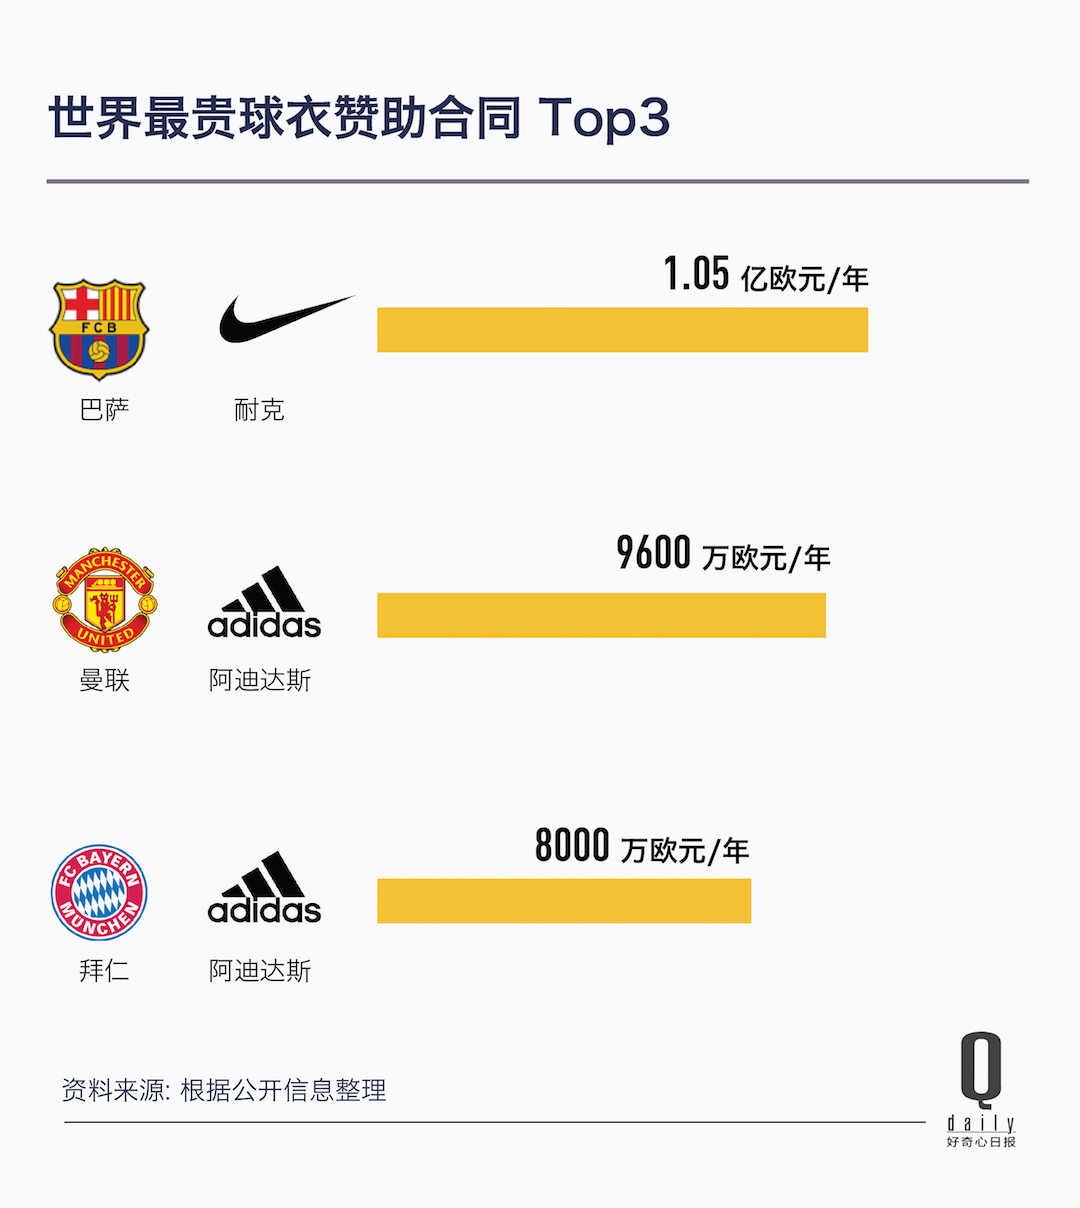 世界最贵球衣赞助合同 Top3
1.05 亿欧元/年
FCB
巴萨
耐克
9600 万欧元/年
MANCHESTER
UNITED
adidas
曼联
阿迪达斯
8000 万欧元/年
FC BAYERN
MÜNCHEN
adidas
拜仁
阿迪达斯
资料来源: 根据公开信息整理
Q
daily
好奇心日报